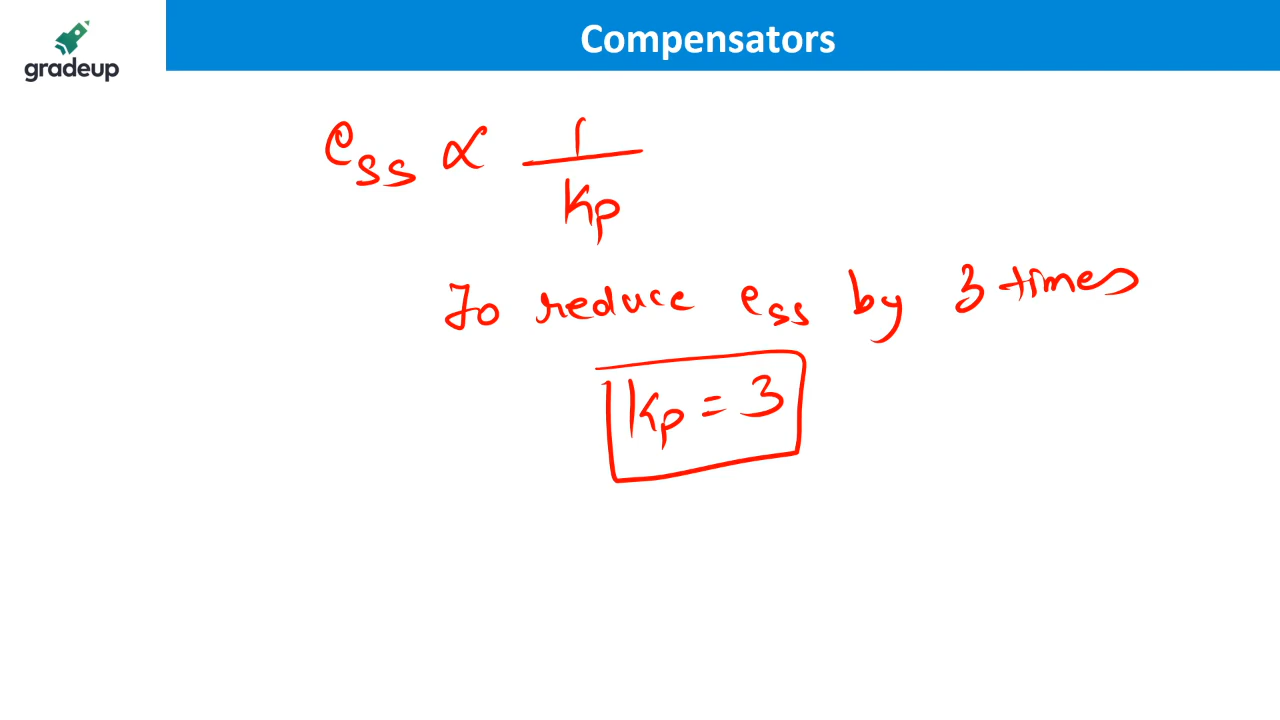 gradeup
Compensators
ess ∝ 1/Kp
To reduce ess by 3 times
Kp = 3